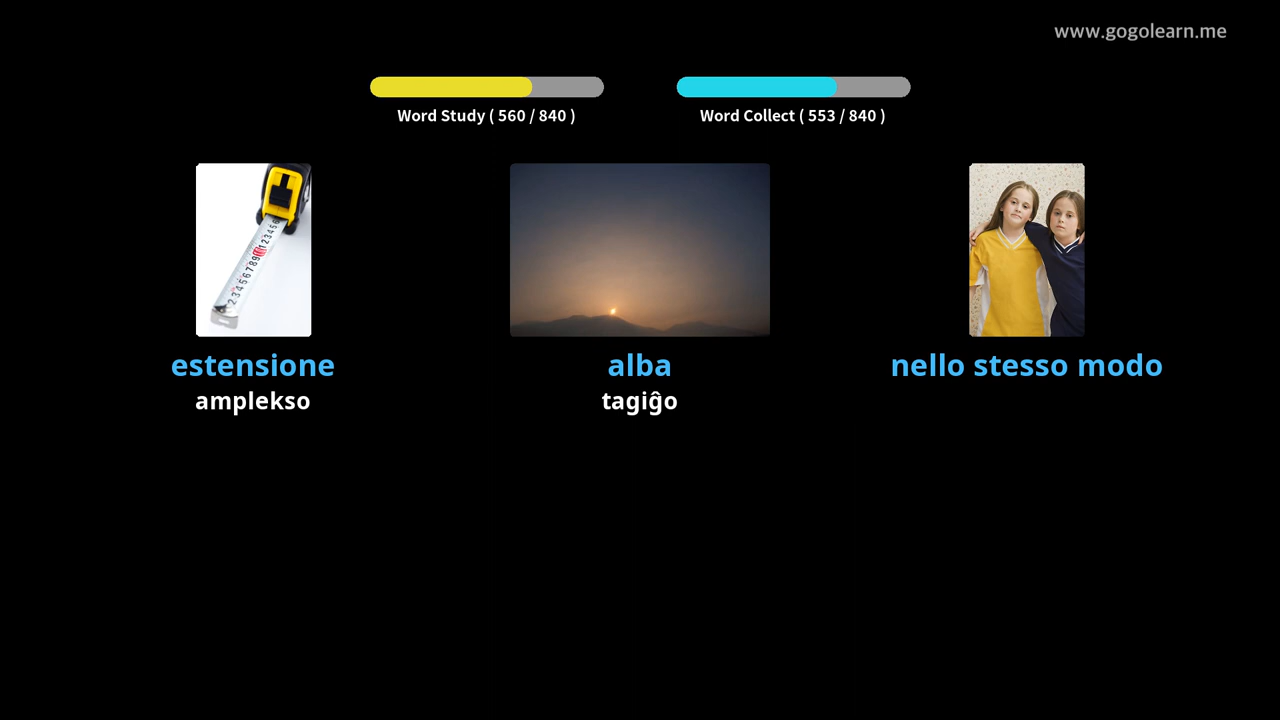 www.gogolearn.me
Word Study ( 560 / 840 )
Word Collect ( 553 / 840 )
estensione
amplekso
alba
tagiĝo
nello stesso modo